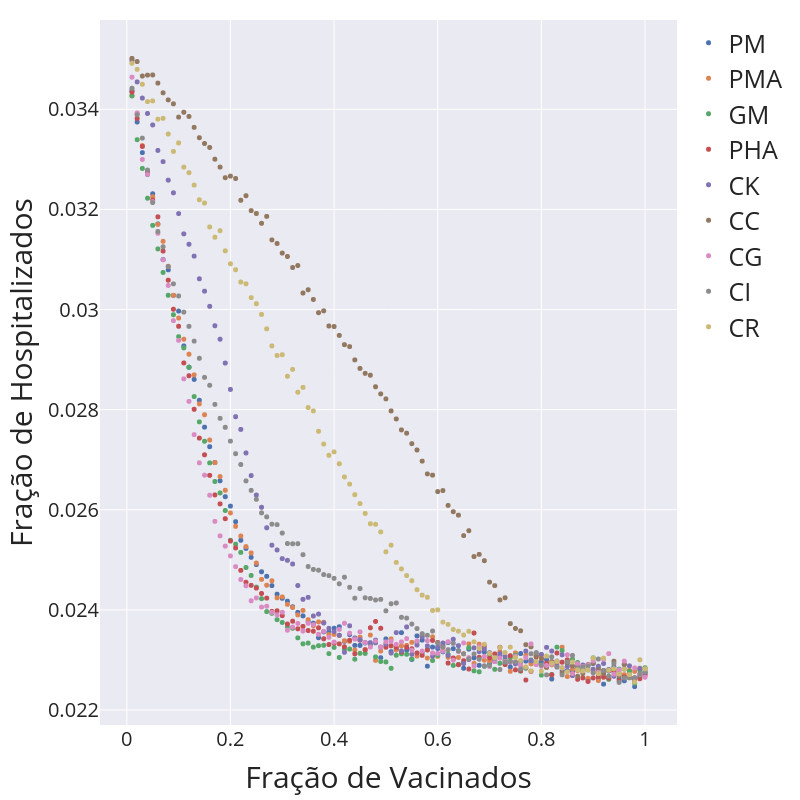 Fração de Hospitalizados
0.034
0.032
0.03
0.028
0.026
0.024
0.022
0
0.2
0.4
0.6
0.8
1
Fração de Vacinados
PM
PMA
GM
PHA
CK
CC
CG
CI
CR